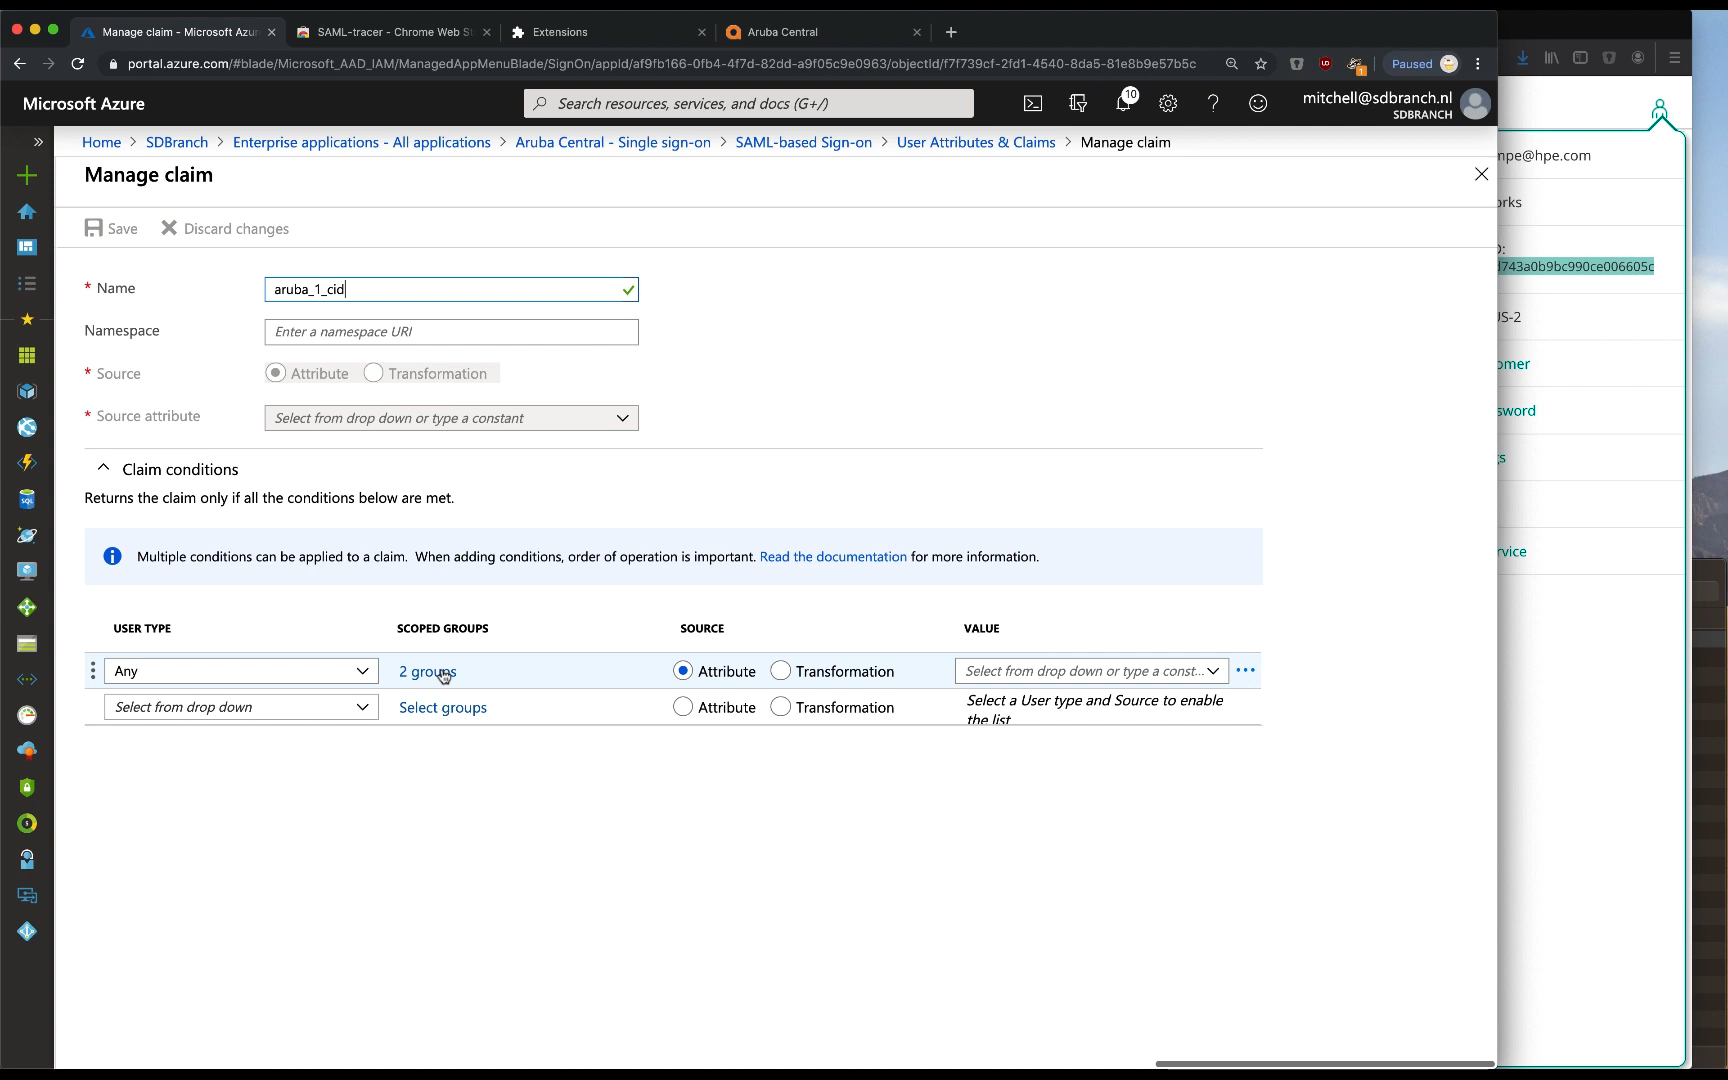 Manage claim - Microsoft Azur
SAML-tracer - Chrome Web St
Extensions
Aruba Central
portal.azure.com/#blade/Microsoft_AAD_IAM/ManagedAppMenuBlade/SignOn/appId/af9fb166-0fb4-4f7d-82dd-a9f05c9e0963/objectId/f7f739cf-2fd1-4540-8da5-81e8b9e57b5c
1
Paused
Microsoft Azure
Search resources, services, and docs (G+/)
10
mitchell@sdbranch.nl
SDBRANCH
Home > SDBranch > Enterprise applications - All applications > Aruba Central - Single sign-on > SAML-based Sign-on > User Attributes & Claims > Manage claim
Manage claim
Save Discard changes
* Name aruba_1_cid
Namespace Enter a namespace URI
* Source Attribute Transformation
* Source attribute Select from drop down or type a constant
Claim conditions
Returns the claim only if all the conditions below are met.
Multiple conditions can be applied to a claim. When adding conditions, order of operation is important. Read the documentation for more information.
USER TYPE SCOPED GROUPS SOURCE VALUE
Any 2 groups Attribute Transformation Select from drop down or type a const...
Select from drop down Select groups Attribute Transformation Select a User type and Source to enable
the list
SQL
mpe@hpe.com
orks
D:
d743a0b9bc990ce006605c
US-2
omer
sword
gs
rvice